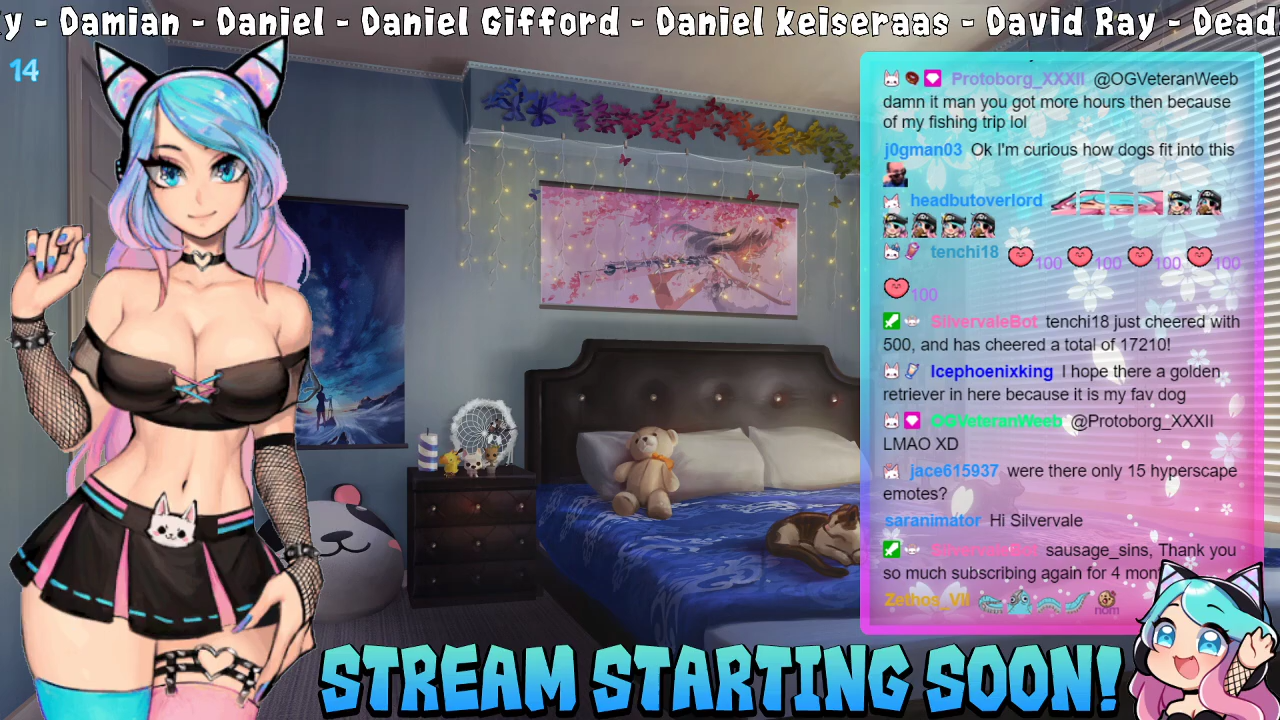 y - Damian - Daniel - Daniel Gifford - Daniel Keiseraas - David Ray - Dead
14
Protoborg_XXXII @OGVeteranWeeb
damn it man you got more hours then because
of my fishing trip lol
j0gman03 Ok I'm curious how dogs fit into this
headbutoverlord
tenchi18 100 100 100 100
100
SilvervaleBot tenchi18 just cheered with
500, and has cheered a total of 17210!
Icephoenixking I hope there a golden
retriever in here because it is my fav dog
OGVeteranWeeb @Protoborg_XXXII
LMAO XD
jace615937 were there only 15 hyperscape
emotes?
saranimator Hi Silvervale
SilvervaleBot sausage_sins, Thank you
so much subscribing again for 4 mon
Zethos_VII nom
STREAM STARTING SOON!